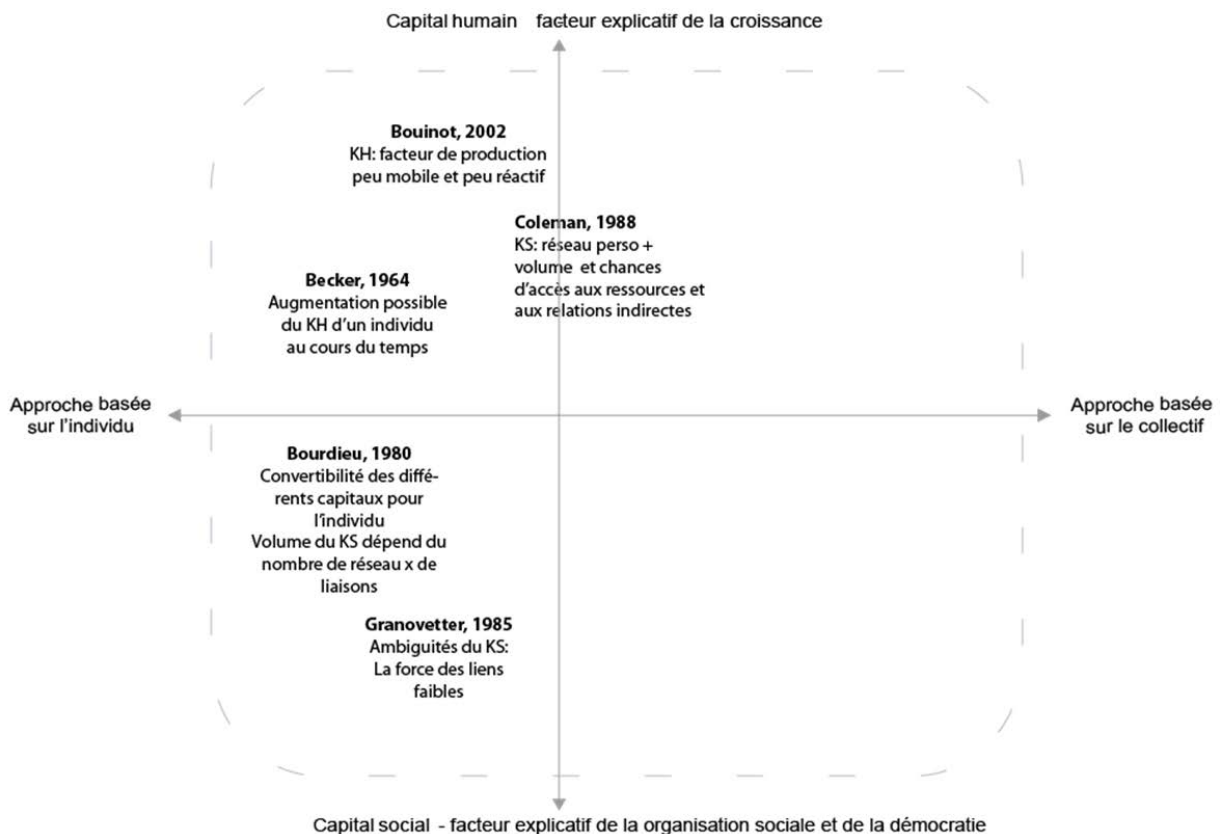 Capital humain facteur explicatif de la croissance
Bouinot, 2002
KH: facteur de production
peu mobile et peu réactif
Coleman, 1988
KS: réseau perso +
volume et chances
d'accès aux ressources et
aux relations indirectes
Becker, 1964
Augmentation possible
du KH d'un individu
au cours du temps
Approche basée
sur l'individu
Approche basée
sur le collectif
Bourdieu, 1980
Convertibilité des diffé-
rents capitaux pour
l'individu
Volume du KS dépend du
nombre de réseau x de
liaisons
Granovetter, 1985
Ambiguités du KS:
La force des liens
faibles
Capital social - facteur explicatif de la organisation sociale et de la démocratie